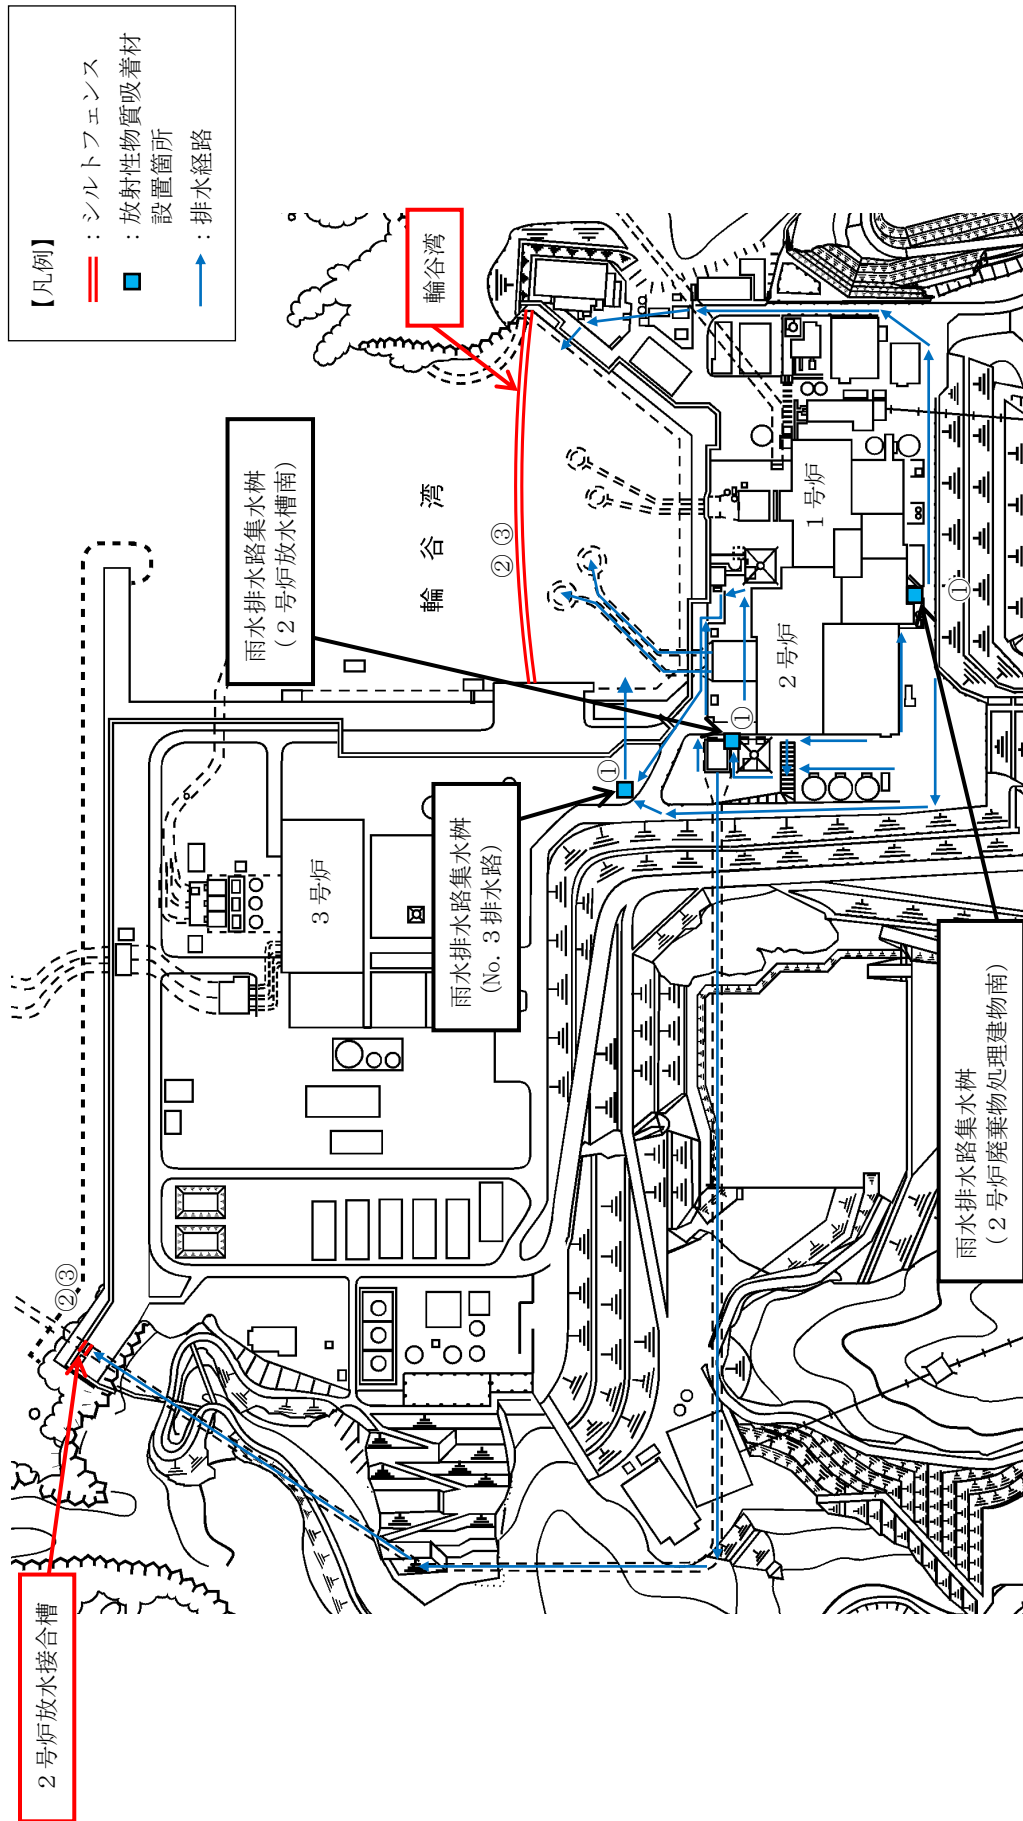 【凡例】
：シルトフェンス
：放射性物質吸着材
設置箇所
：排水経路
2号炉放水接合槽
②③
雨水排水路集水桝
（2号炉放水槽南）
輪谷湾
輪谷湾
②③
3号炉
雨水排水路集水桝
(No. 3排水路)
①
①
2号炉
1号炉
①
雨水排水路集水桝
（2号炉廃棄物処理建物南）